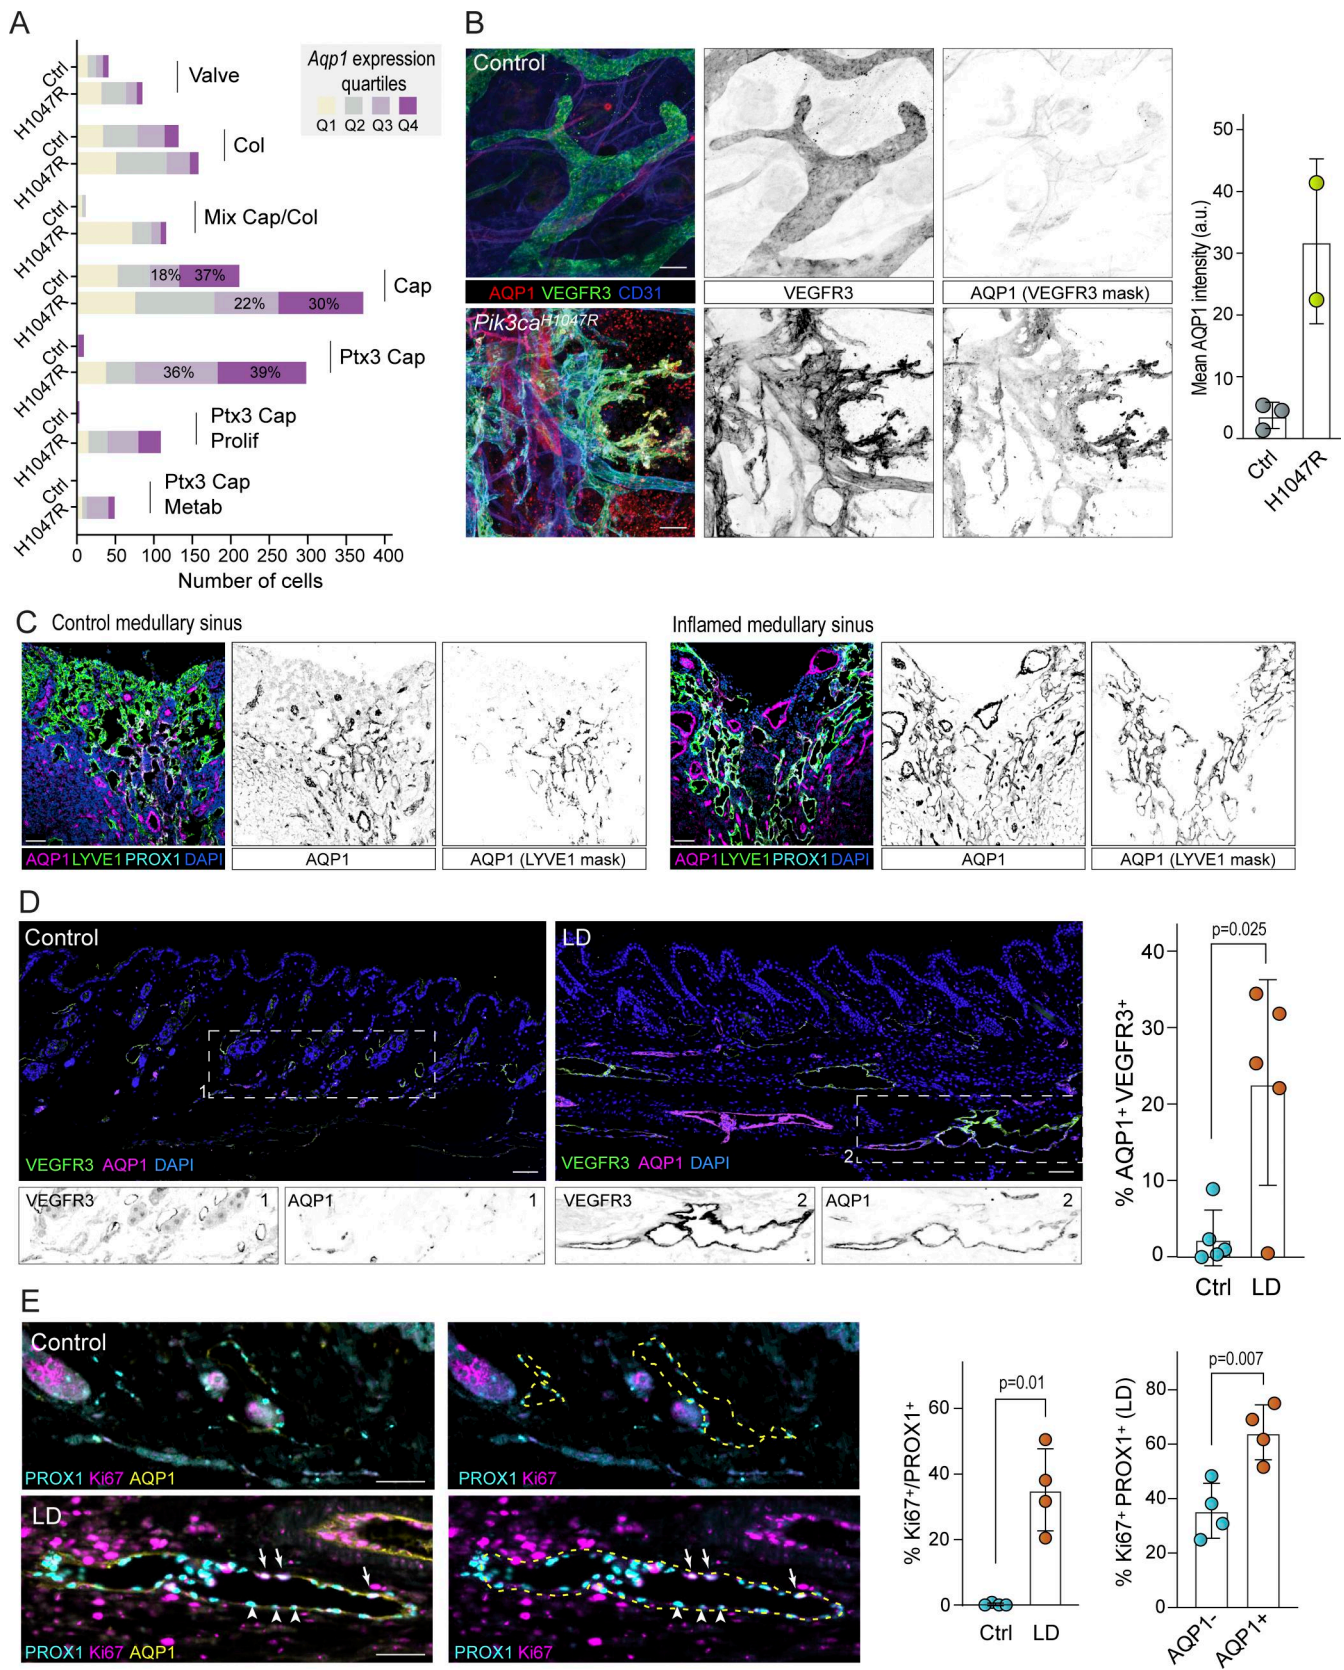 A
Aqp1 expression
quartiles
Q1 Q2 Q3 Q4
Ctrl
H1047R
Valve
Ctrl
H1047R
Col
Ctrl
H1047R
Mix Cap/Col
Ctrl
18% 37%
H1047R
22% 30%
Cap
Ctrl
H1047R
36% 39%
Ptx3 Cap
Ctrl
H1047R
Ptx3 Cap
Prolif
Ctrl
H1047R
Ptx3 Cap
Metab
0 50 100 150 200 250 300 350 400
Number of cells
B
Control
AQP1 VEGFR3 CD31
VEGFR3
AQP1 (VEGFR3 mask)
Pik3caH1047R
Mean AQP1 intensity (a.u.)
50
40
30
20
10
0
Ctrl
H1047R
C
Control medullary sinus
AQP1 LYVE1 PROX1 DAPI
AQP1
AQP1 (LYVE1 mask)
Inflamed medullary sinus
AQP1 LYVE1 PROX1 DAPI
AQP1
AQP1 (LYVE1 mask)
D
Control
1
VEGFR3 AQP1 DAPI
LD
2
VEGFR3 AQP1 DAPI
VEGFR3 1
AQP1 1
VEGFR3 2
AQP1 2
% AQP1+ VEGFR3+
p=0.025
40
30
20
10
0
Ctrl LD
E
Control
PROX1 Ki67 AQP1
PROX1 Ki67
LD
PROX1 Ki67 AQP1
PROX1 Ki67
% Ki67+/PROX1+
p=0.01
60
40
20
0
Ctrl LD
% Ki67+ PROX1+ (LD)
p=0.007
80
60
40
20
0
AQP1-
AQP1+